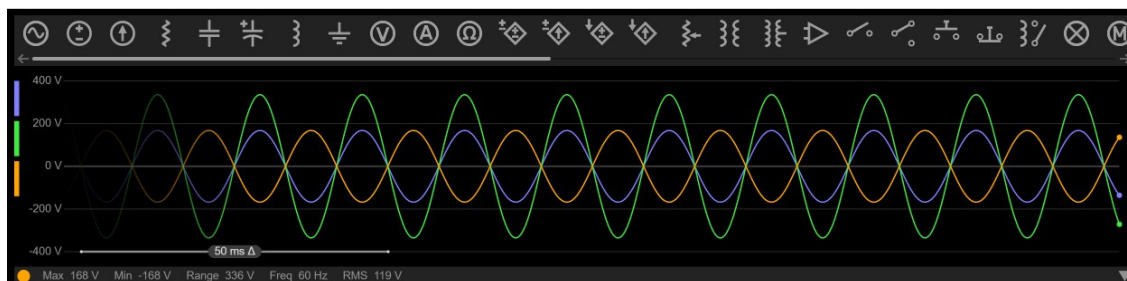 V A Ω M
400 V
200 V
0 V
-200 V
-400 V
50 ms Δ
Max 168 V Min -168 V Range 336 V Freq 60 Hz RMS 119 V